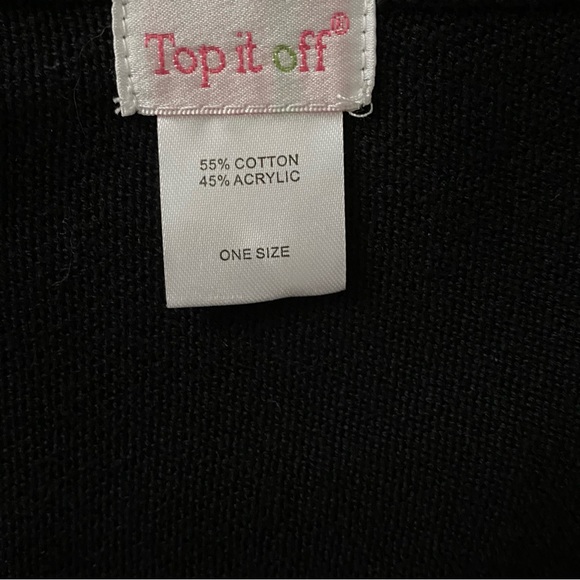 Top it off®
55% COTTON
45% ACRYLIC
ONE SIZE